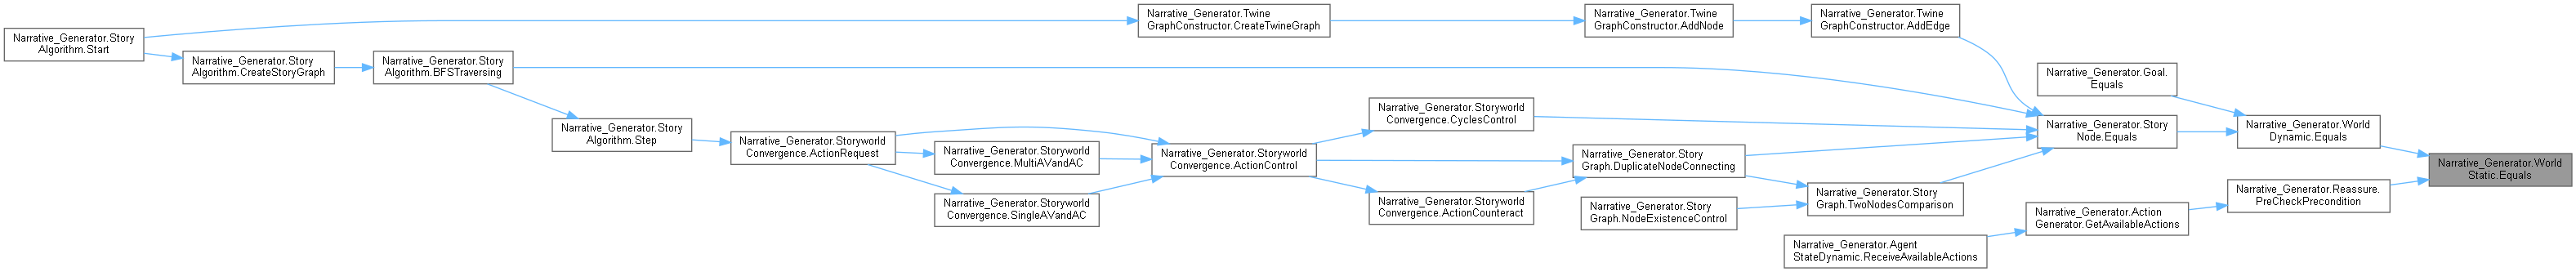 Narrative_Generator.Story
Algorithm.Start
Narrative_Generator.Story
Algorithm.CreateStoryGraph
Narrative_Generator.Story
Algorithm.BFSTraversing
Narrative_Generator.Story
Algorithm.Step
Narrative_Generator.Storyworld
Convergence.ActionRequest
Narrative_Generator.Storyworld
Convergence.MultiAVandAC
Narrative_Generator.Storyworld
Convergence.SingleAVandAC
Narrative_Generator.Twine
GraphConstructor.CreateTwineGraph
Narrative_Generator.Storyworld
Convergence.ActionControl
Narrative_Generator.Storyworld
Convergence.CyclesControl
Narrative_Generator.Storyworld
Convergence.ActionCounteract
Narrative_Generator.Twine
GraphConstructor.AddNode
Narrative_Generator.Story
Graph.DuplicateNodeConnecting
Narrative_Generator.Story
Graph.NodeExistenceControl
Narrative_Generator.Twine
GraphConstructor.AddEdge
Narrative_Generator.Story
Graph.TwoNodesComparison
Narrative_Generator.Agent
StateDynamic.ReceiveAvailableActions
Narrative_Generator.Goal.
Equals
Narrative_Generator.Story
Node.Equals
Narrative_Generator.Action
Generator.GetAvailableActions
Narrative_Generator.World
Dynamic.Equals
Narrative_Generator.Reassure.
PreCheckPrecondition
Narrative_Generator.World
Static.Equals